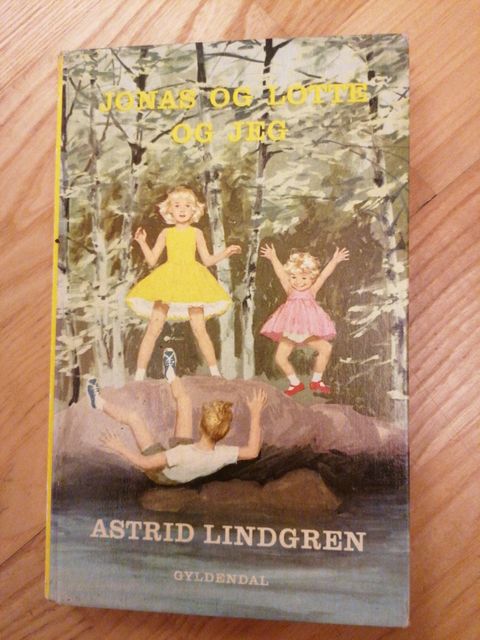 JONAS OG LOTTE
OG JEG
ASTRID LINDGREN
GYLDENDAL